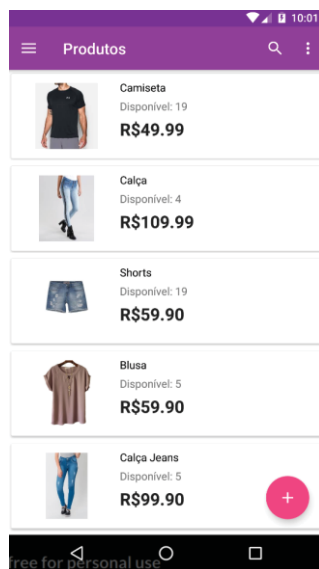 10:01
Produtos
Camiseta
Disponível: 19
R$49.99
Calça
Disponível: 4
R$109.99
Shorts
Disponível: 19
R$59.90
Blusa
Disponível: 5
R$59.90
Calça Jeans
Disponível: 5
R$99.90
free for personal use